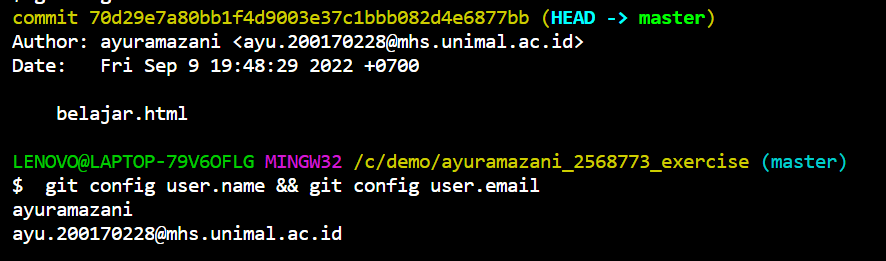 commit 70d29e7a80bb1f4d9003e37c1bbb082d4e6877bb (HEAD -> master)
Author: ayuramazani <ayu.200170228@mhs.unimal.ac.id>
Date:   Fri Sep 9 19:48:29 2022 +0700
belajar.html
LENOVO@LAPTOP-79V6OFLG MINGW32 /c/demo/ayuramazani_2568773_exercise (master)
$  git config user.name && git config user.email
ayuramazani
ayu.200170228@mhs.unimal.ac.id